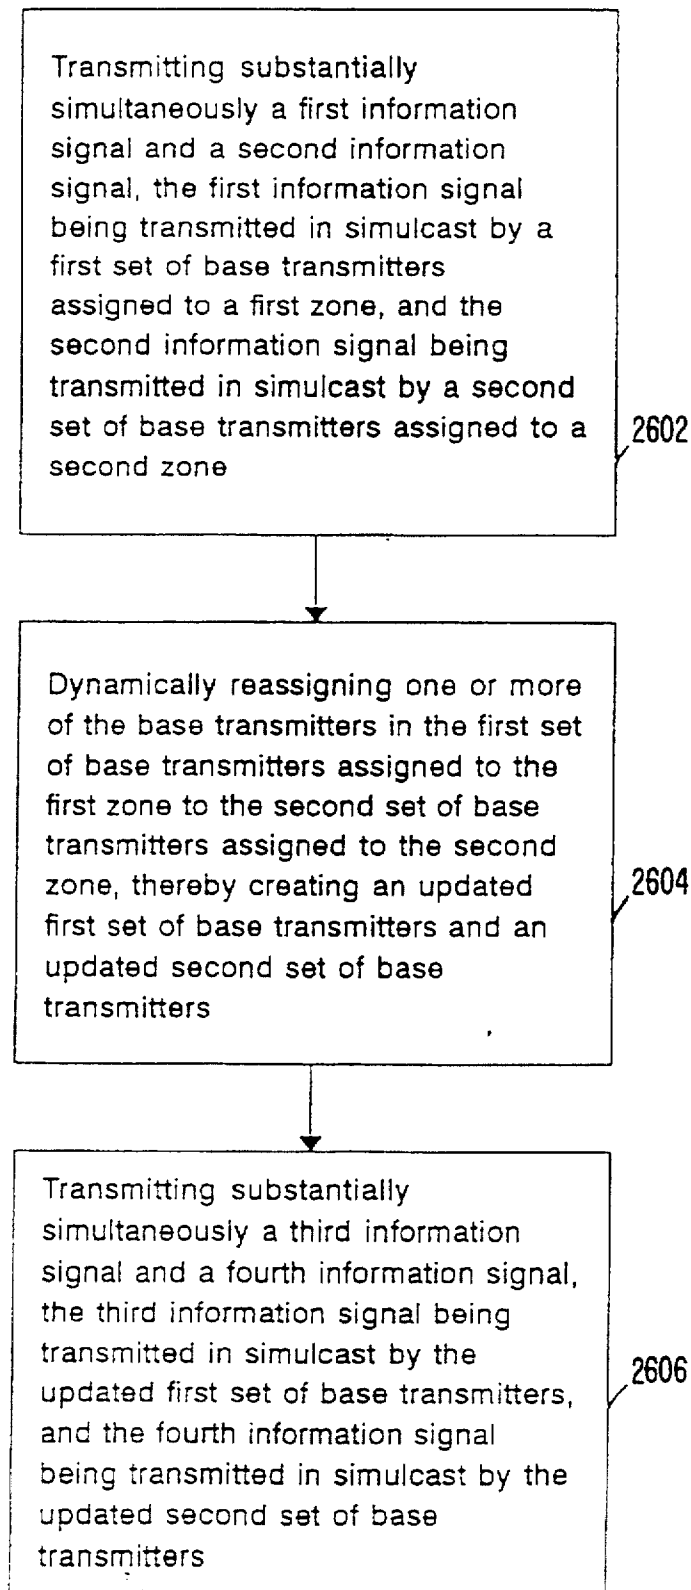 Transmitting substantially
simultaneously a first information
signal and a second information
signal, the first information signal
being transmitted in simulcast by a
first set of base transmitters
assigned to a first zone, and the
second information signal being
transmitted in simulcast by a second
set of base transmitters assigned to a
second zone
2602
Dynamically reassigning one or more
of the base transmitters in the first set
of base transmitters assigned to the
first zone to the second set of base
transmitters assigned to the second
zone, thereby creating an updated
first set of base transmitters and an
updated second set of base
transmitters
2604
Transmitting substantially
simultaneously a third information
signal and a fourth information signal,
the third information signal being
transmitted in simulcast by the
updated first set of base transmitters,
and the fourth information signal
being transmitted in simulcast by the
updated second set of base
transmitters
2606